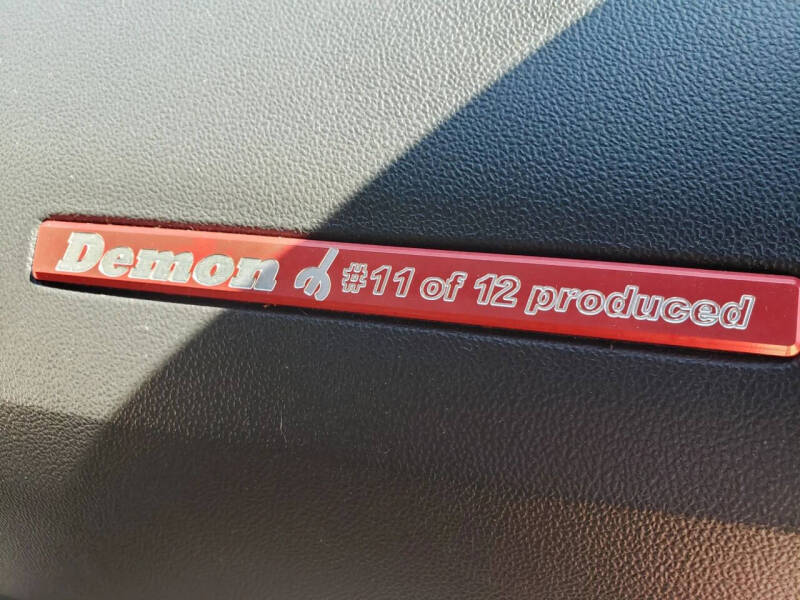 Demon #11 of 12 produced